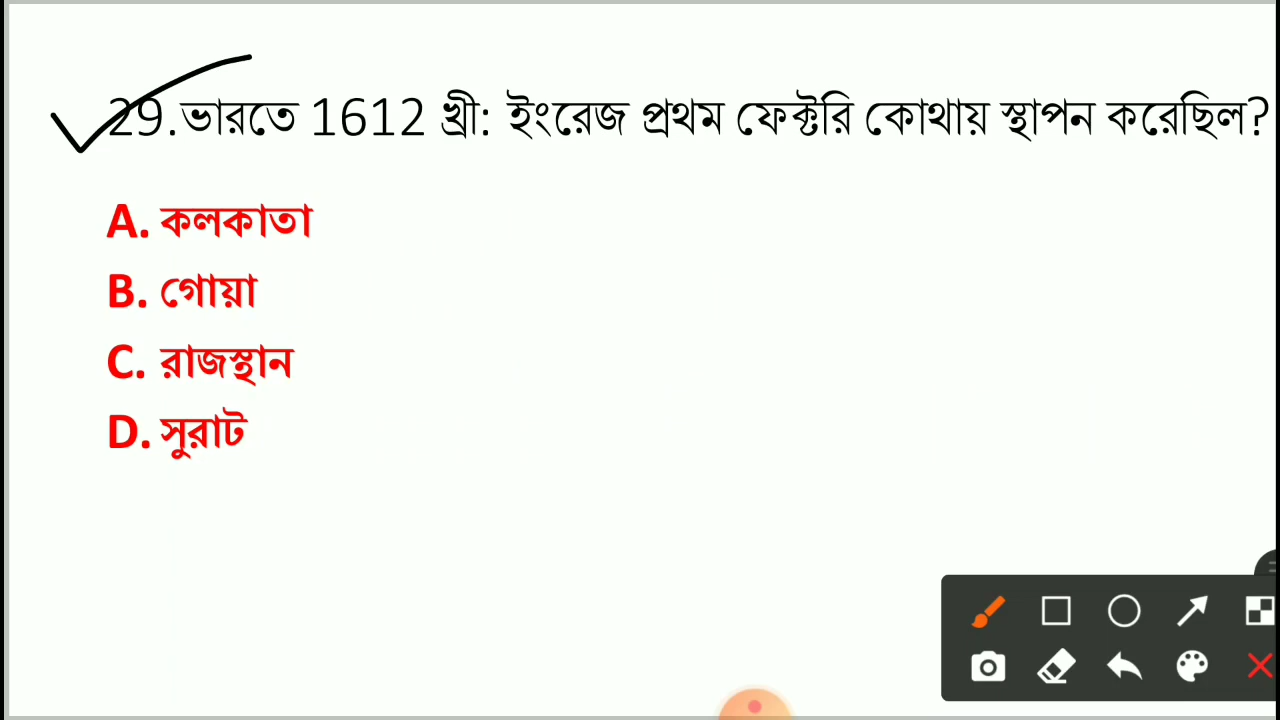 29.ভারতে 1612 খ্রী: ইংরেজ প্রথম ফেক্টরি কোথায় স্থাপন করেছিল?
A. কলকাতা
B. গোয়া
C. রাজস্থান
D. সুরাট